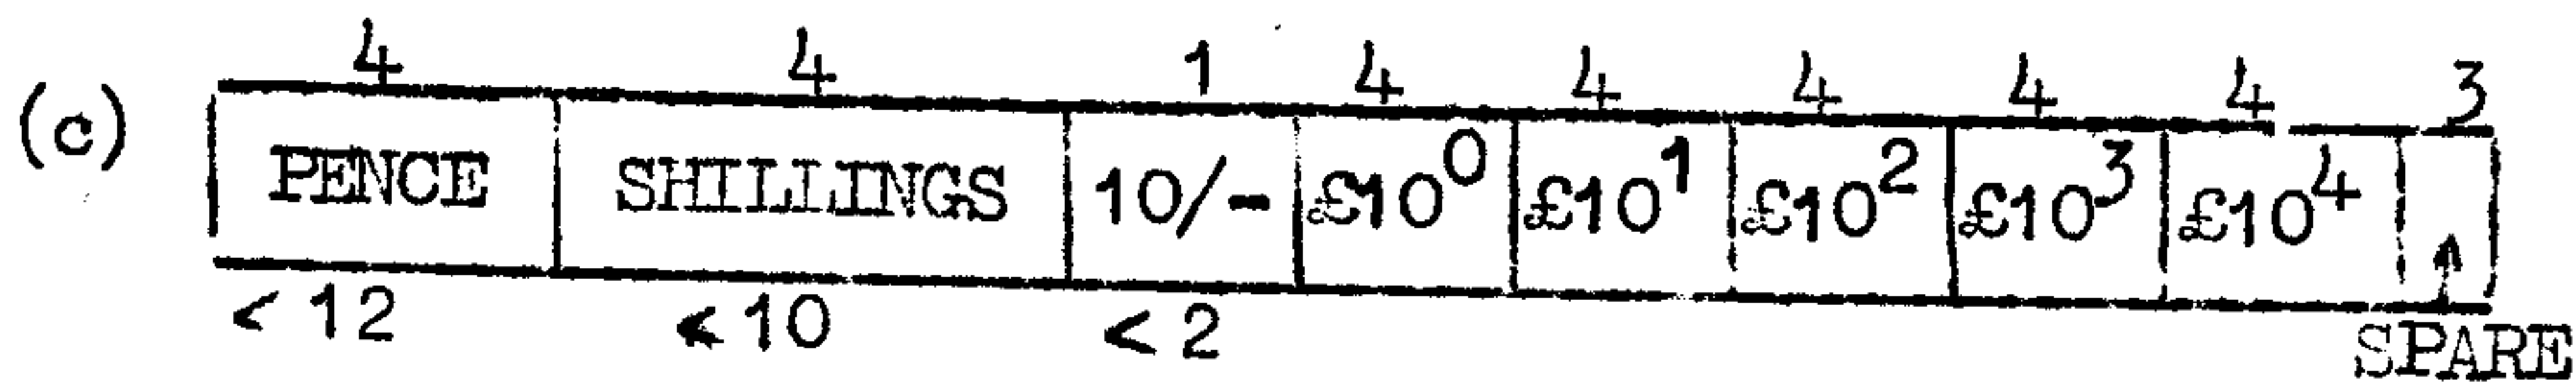 4 4 1 4 4 4 4 4 3
(c) PENCE SHILLINGS 10/- £10⁰ £10¹ £10² £10³ £10⁴
< 12 < 10 < 2
SPARE